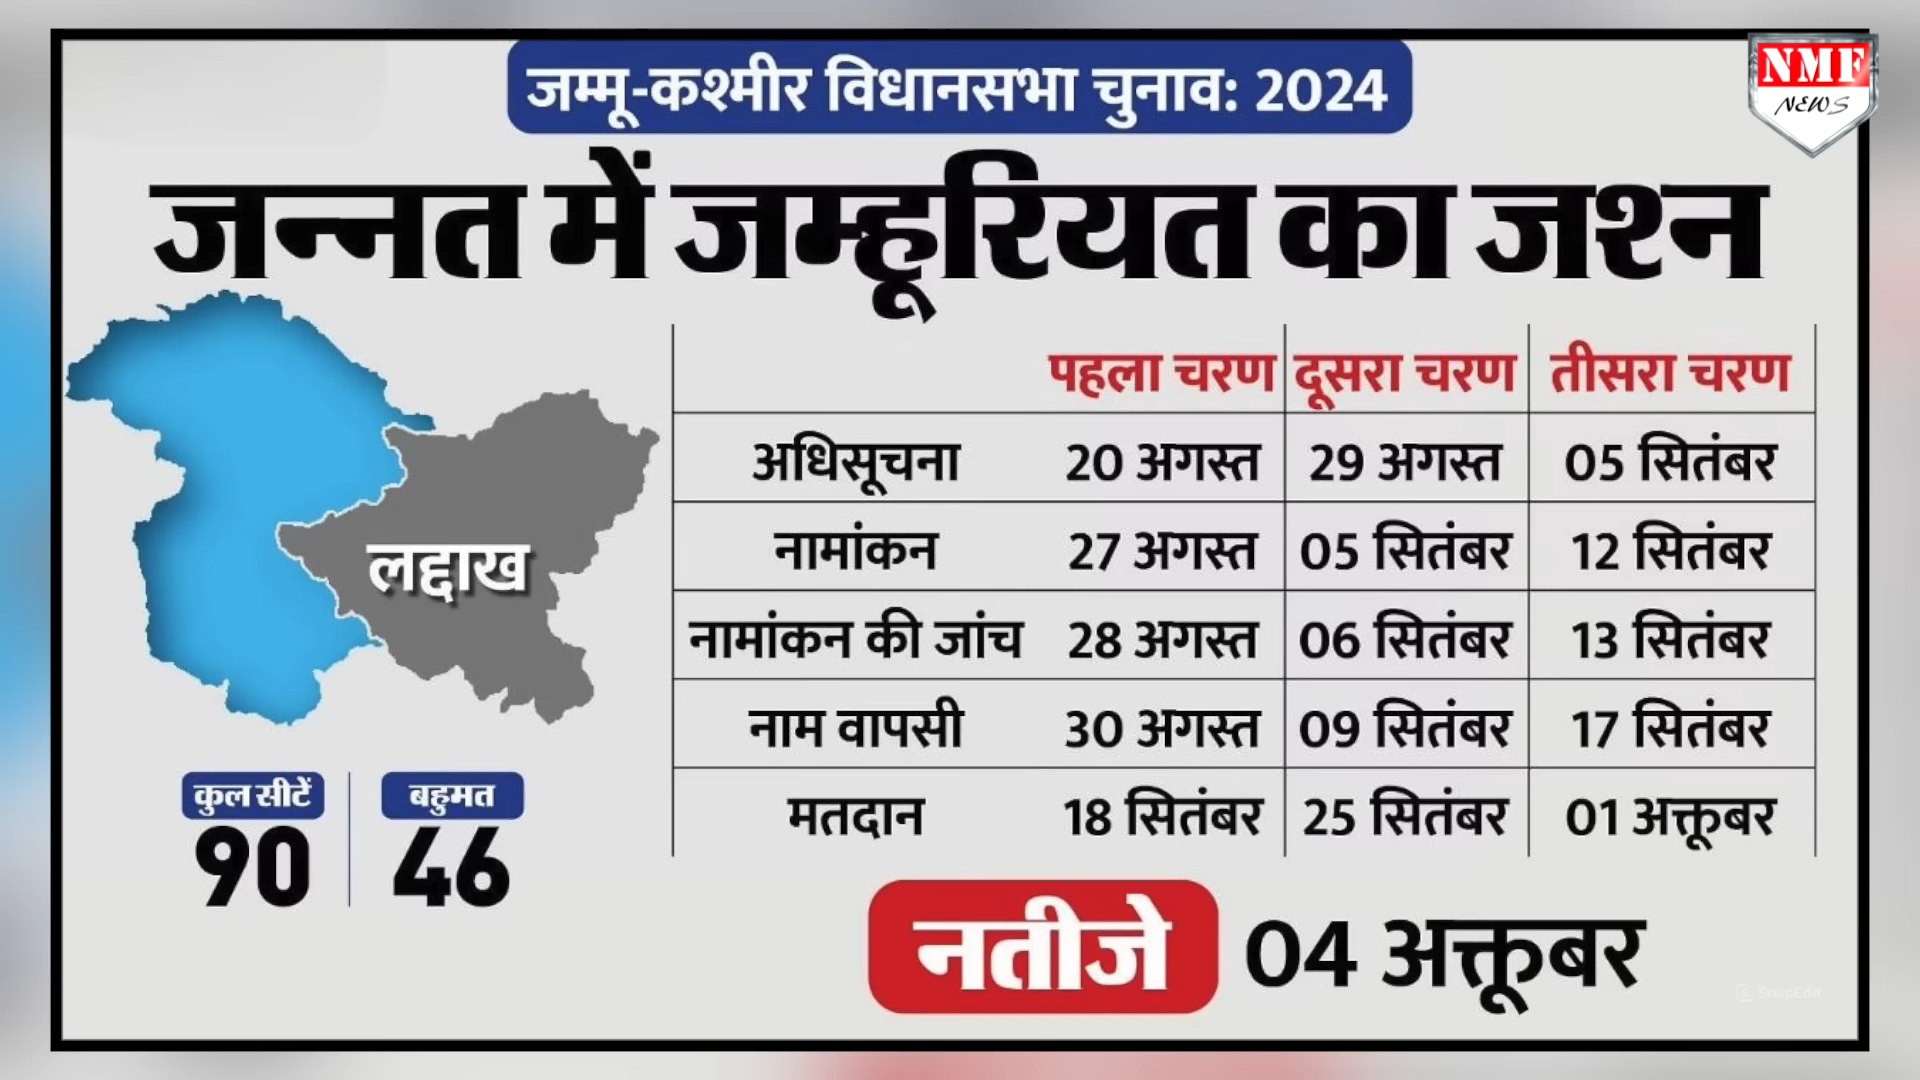 जम्मू-कश्मीर विधानसभा चुनाव: 2024
NMF
NEWS
जन्नत में जम्हूरियत का जश्न
पहला चरण दूसरा चरण तीसरा चरण
अधिसूचना 20 अगस्त 29 अगस्त 05 सितंबर
नामांकन 27 अगस्त 05 सितंबर 12 सितंबर
नामांकन की जांच 28 अगस्त 06 सितंबर 13 सितंबर
नाम वापसी 30 अगस्त 09 सितंबर 17 सितंबर
मतदान 18 सितंबर 25 सितंबर 01 अक्तूबर
लद्दाख
कुल सीटें बहुमत
90 46
नतीजे 04 अक्तूबर
SnapEdit